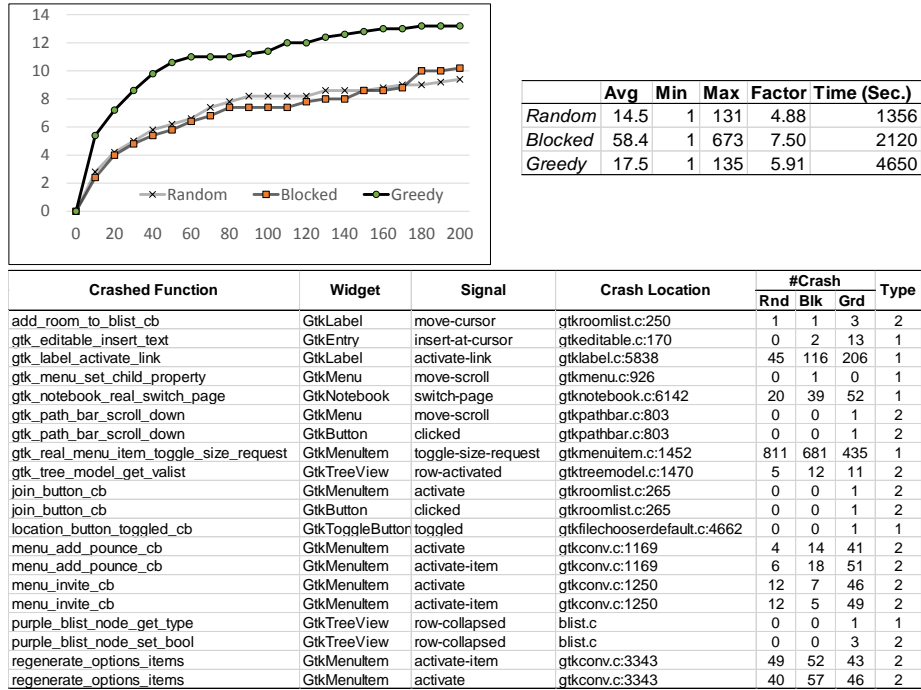 14
12
10
8
6
4
2
0
Random Blocked Greedy
0 20 40 60 80 100 120 140 160 180 200
Avg Min Max Factor Time (Sec.)
Random 14.5 1 131 4.88 1356
Blocked 58.4 1 673 7.50 2120
Greedy 17.5 1 135 5.91 4650
Crashed Function Widget Signal Crash Location #Crash Type
Rnd Blk Grd
add_room_to_blist_cb GtkLabel move-cursor gtkroomlist.c:250 1 1 3 2
gtk_editable_insert_text GtkEntry insert-at-cursor gtkeditable.c:170 0 2 13 1
gtk_label_activate_link GtkLabel activate-link gtklabel.c:5838 45 116 206 1
gtk_menu_set_child_property GtkMenu move-scroll gtkmenu.c:926 0 1 0 1
gtk_notebook_real_switch_page GtkNotebook switch-page gtknotebook.c:6142 20 39 52 1
gtk_path_bar_scroll_down GtkMenu move-scroll gtkpathbar.c:803 0 0 1 2
gtk_path_bar_scroll_down GtkButton clicked gtkpathbar.c:803 0 0 1 2
gtk_real_menu_item_toggle_size_request GtkMenuItem toggle-size-request gtkmenuitem.c:1452 811 681 435 1
gtk_tree_model_get_valist GtkTreeView row-activated gtktreemodel.c:1470 5 12 11 2
join_button_cb GtkMenuItem activate gtkroomlist.c:265 0 0 1 2
join_button_cb GtkButton clicked gtkroomlist.c:265 0 0 1 2
location_button_toggled_cb GtkToggleButton toggled gtkfilechooserdefault.c:4662 0 0 1 1
menu_add_pounce_cb GtkMenuItem activate gtkconv.c:1169 4 14 41 2
menu_add_pounce_cb GtkMenuItem activate-item gtkconv.c:1169 6 18 51 2
menu_invite_cb GtkMenuItem activate gtkconv.c:1250 12 7 46 2
menu_invite_cb GtkMenuItem activate-item gtkconv.c:1250 12 5 49 2
purple_blist_node_get_type GtkTreeView row-collapsed blist.c 0 0 1 1
purple_blist_node_set_bool GtkTreeView row-collapsed blist.c 0 0 3 2
regenerate_options_items GtkMenuItem activate-item gtkconv.c:3343 49 52 43 2
regenerate_options_items GtkMenuItem activate gtkconv.c:3343 40 57 46 2